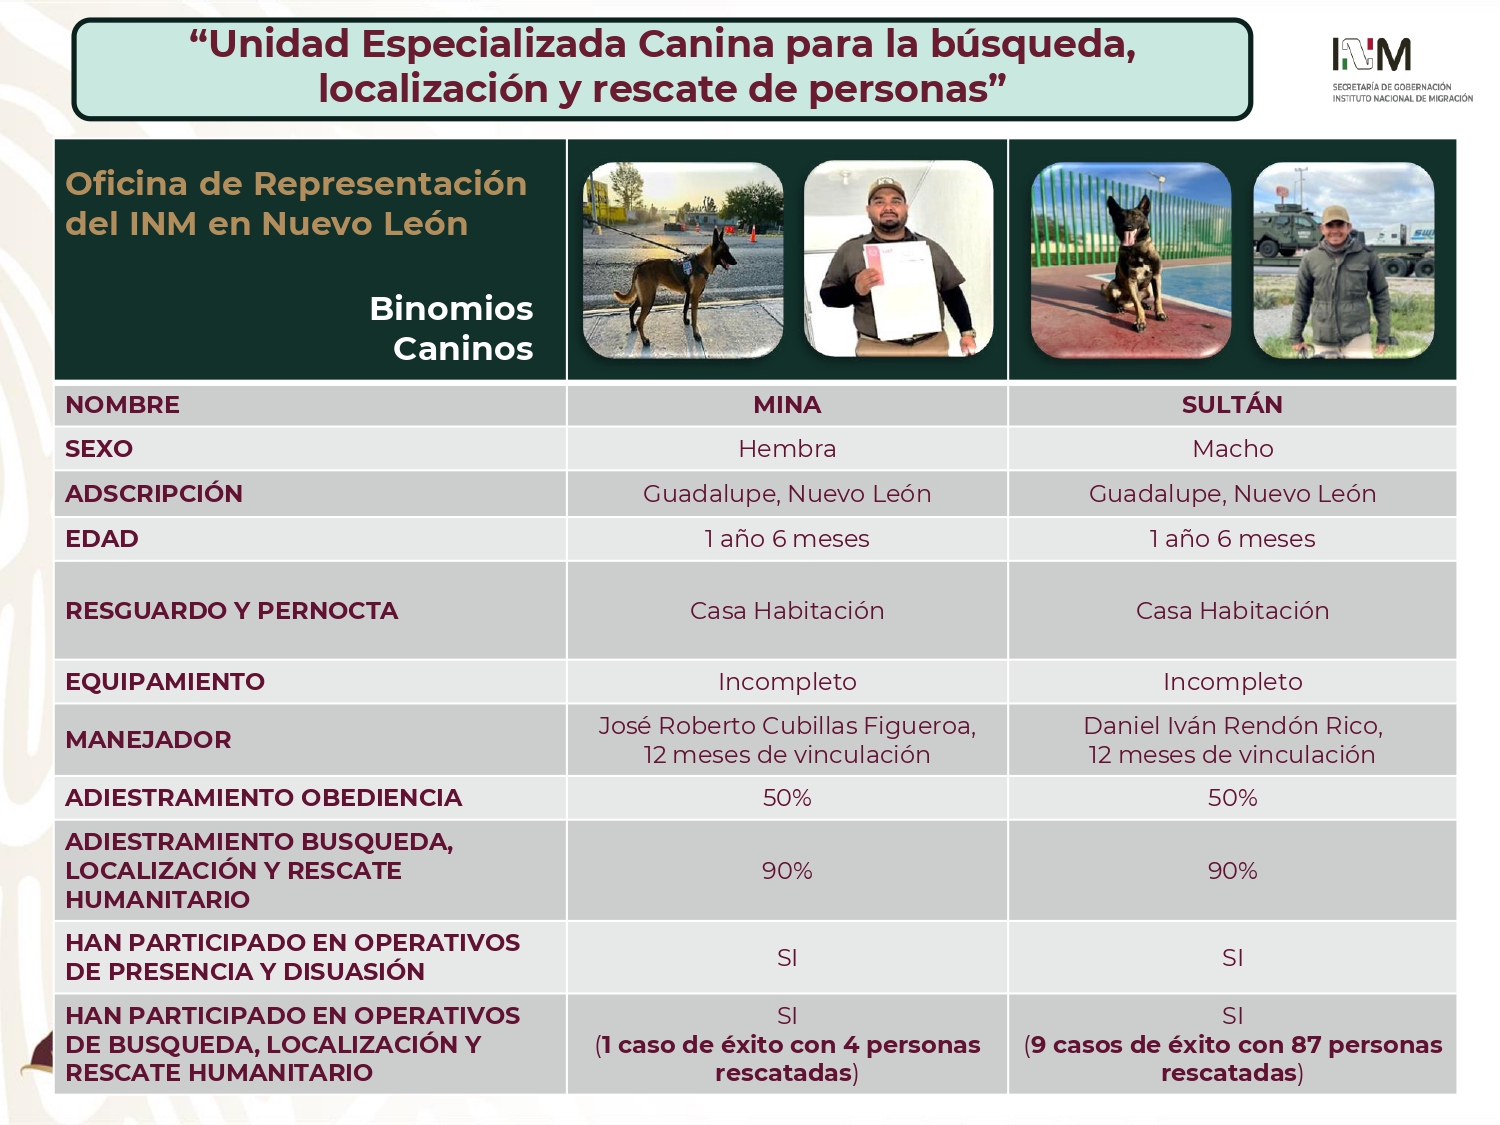 “Unidad Especializada Canina para la búsqueda,
localización y rescate de personas”
INM
SECRETARÍA DE GOBERNACIÓN
INSTITUTO NACIONAL DE MIGRACIÓN
Oficina de Representación
del INM en Nuevo León
Binomios
Caninos
NOMBRE
MINA
SULTÁN
SEXO
Hembra
Macho
ADSCRIPCIÓN
Guadalupe, Nuevo León
Guadalupe, Nuevo León
EDAD
1 año 6 meses
1 año 6 meses
RESGUARDO Y PERNOCTA
Casa Habitación
Casa Habitación
EQUIPAMIENTO
Incompleto
Incompleto
MANEJADOR
José Roberto Cubillas Figueroa,
12 meses de vinculación
Daniel Iván Rendón Rico,
12 meses de vinculación
ADIESTRAMIENTO OBEDIENCIA
50%
50%
ADIESTRAMIENTO BUSQUEDA,
LOCALIZACIÓN Y RESCATE
HUMANITARIO
90%
90%
HAN PARTICIPADO EN OPERATIVOS
DE PRESENCIA Y DISUASIÓN
SI
SI
HAN PARTICIPADO EN OPERATIVOS
DE BUSQUEDA, LOCALIZACIÓN Y
RESCATE HUMANITARIO
SI
(1 caso de éxito con 4 personas
rescatadas)
SI
(9 casos de éxito con 87 personas
rescatadas)